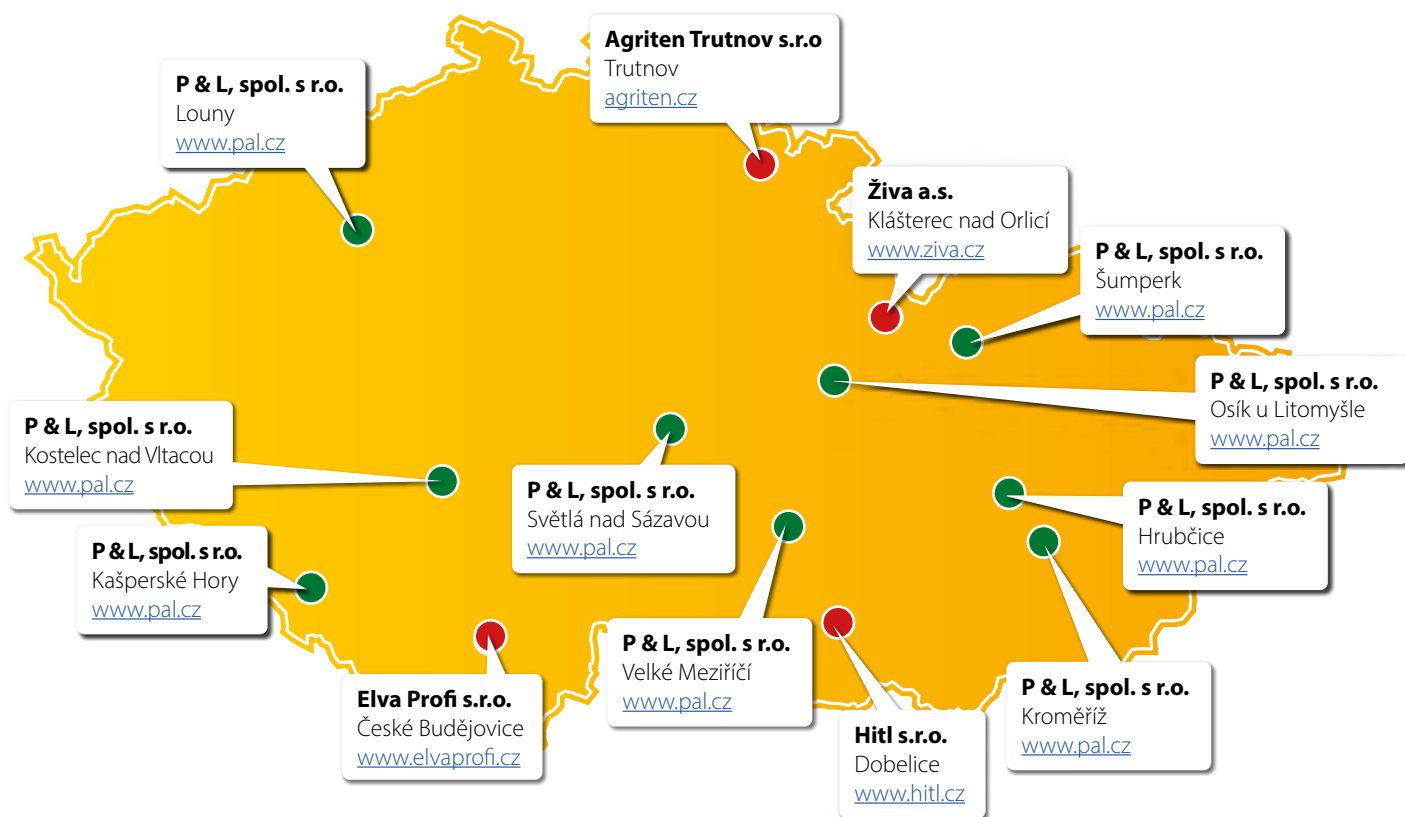 Agriten Trutnov s.r.o
Trutnov
agriten.cz
P & L, spol. s r.o.
Louny
www.pal.cz
Živa a.s.
Klášterec nad Orlicí
www.ziva.cz
P & L, spol. s r.o.
Šumperk
www.pal.cz
P & L, spol. s r.o.
Osík u Litomyšle
www.pal.cz
P & L, spol. s r.o.
Kostelec nad Vltacou
www.pal.cz
P & L, spol. s r.o.
Světlá nad Sázavou
www.pal.cz
P & L, spol. s r.o.
Hrubčice
www.pal.cz
P & L, spol. s r.o.
Kašperské Hory
www.pal.cz
P & L, spol. s r.o.
Velké Meziříčí
www.pal.cz
P & L, spol. s r.o.
Kroměříž
www.pal.cz
Elva Profi s.r.o.
České Budějovice
www.elvaprofi.cz
Hitl s.r.o.
Dobelice
www.hitl.cz